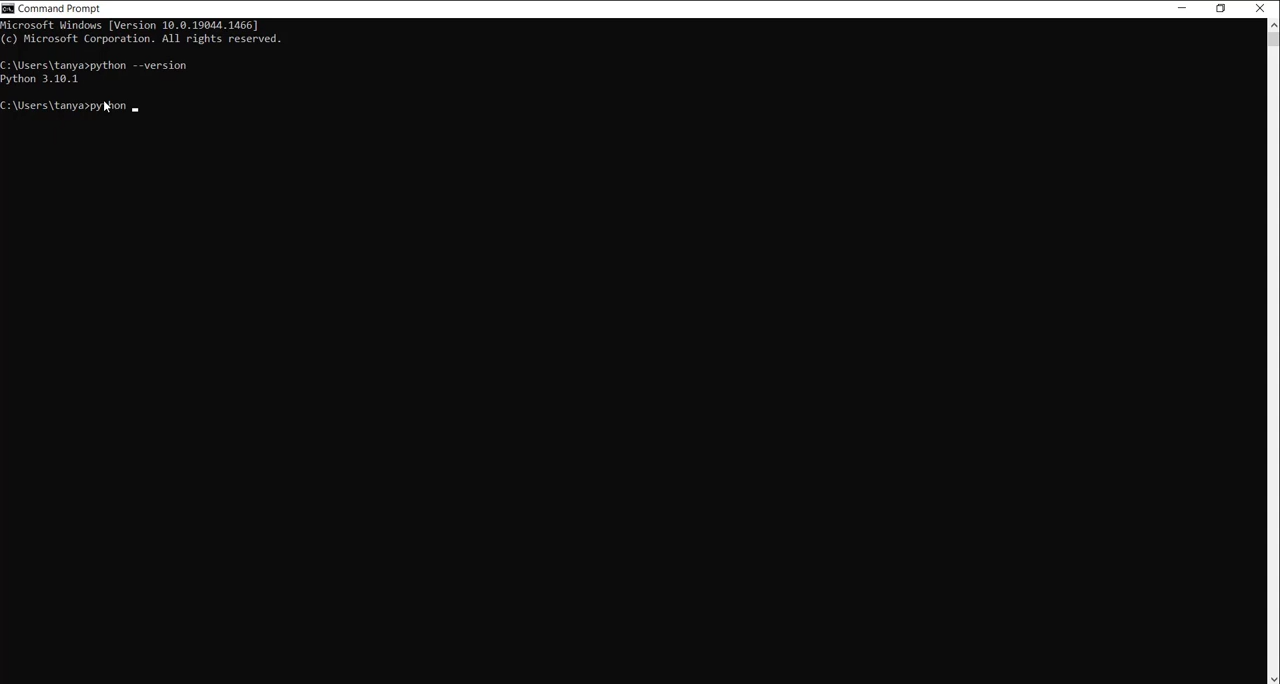 Command Prompt
Microsoft Windows [Version 10.0.19044.1466]
(c) Microsoft Corporation. All rights reserved.
C:\Users\tanya>python --version
Python 3.10.1
C:\Users\tanya>python